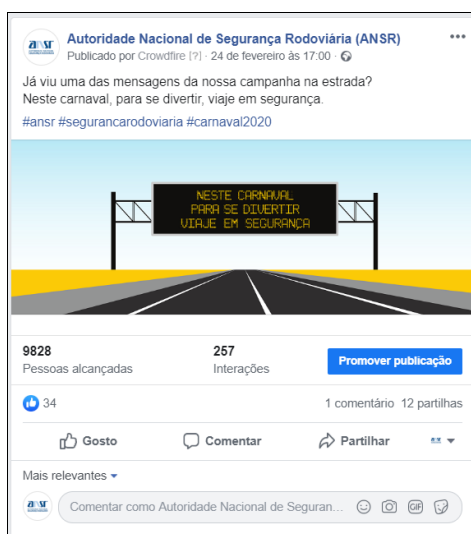 ansr
Autoridade Nacional de Segurança Rodoviária (ANSR)
Publicado por Crowdfire [?] · 24 de fevereiro às 17:00 ·
Já viu uma das mensagens da nossa campanha na estrada?
Neste carnaval, para se divertir, viaje em segurança.
#ansr #segurancarodoviaria #carnaval2020
NESTE CARNAVAL
PARA SE DIVERTIR
VIAJE EM SEGURANÇA
9828
Pessoas alcançadas
257
Interações
Promover publicação
34
1 comentário 12 partilhas
Gosto
Comentar
Partilhar
Mais relevantes
ansr
Comentar como Autoridade Nacional de Seguran...
GIF